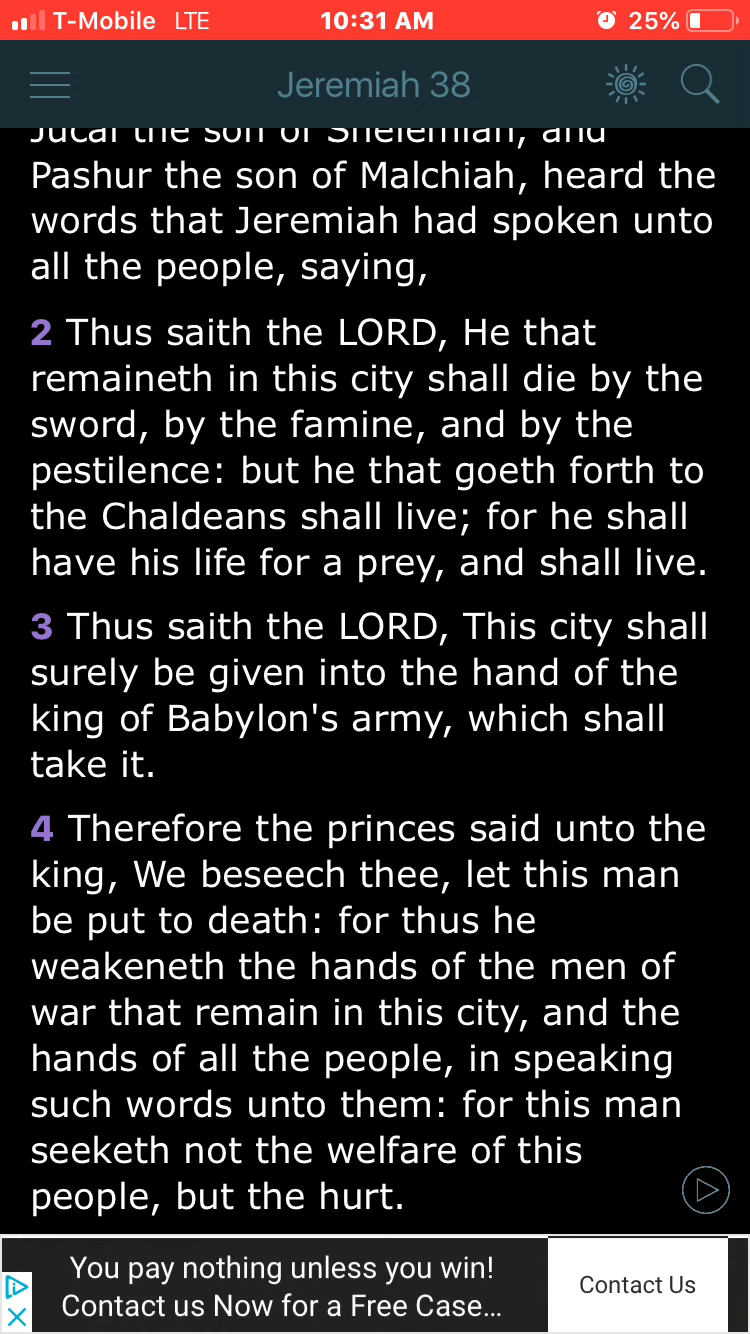 T-Mobile LTE 10:31 AM 25%
Jeremiah 38
Jucal the son of Shelemiah, and
Pashur the son of Malchiah, heard the
words that Jeremiah had spoken unto
all the people, saying,
2 Thus saith the LORD, He that
remaineth in this city shall die by the
sword, by the famine, and by the
pestilence: but he that goeth forth to
the Chaldeans shall live; for he shall
have his life for a prey, and shall live.
3 Thus saith the LORD, This city shall
surely be given into the hand of the
king of Babylon's army, which shall
take it.
4 Therefore the princes said unto the
king, We beseech thee, let this man
be put to death: for thus he
weakeneth the hands of the men of
war that remain in this city, and the
hands of all the people, in speaking
such words unto them: for this man
seeketh not the welfare of this
people, but the hurt.
You pay nothing unless you win!
Contact us Now for a Free Case...
Contact Us